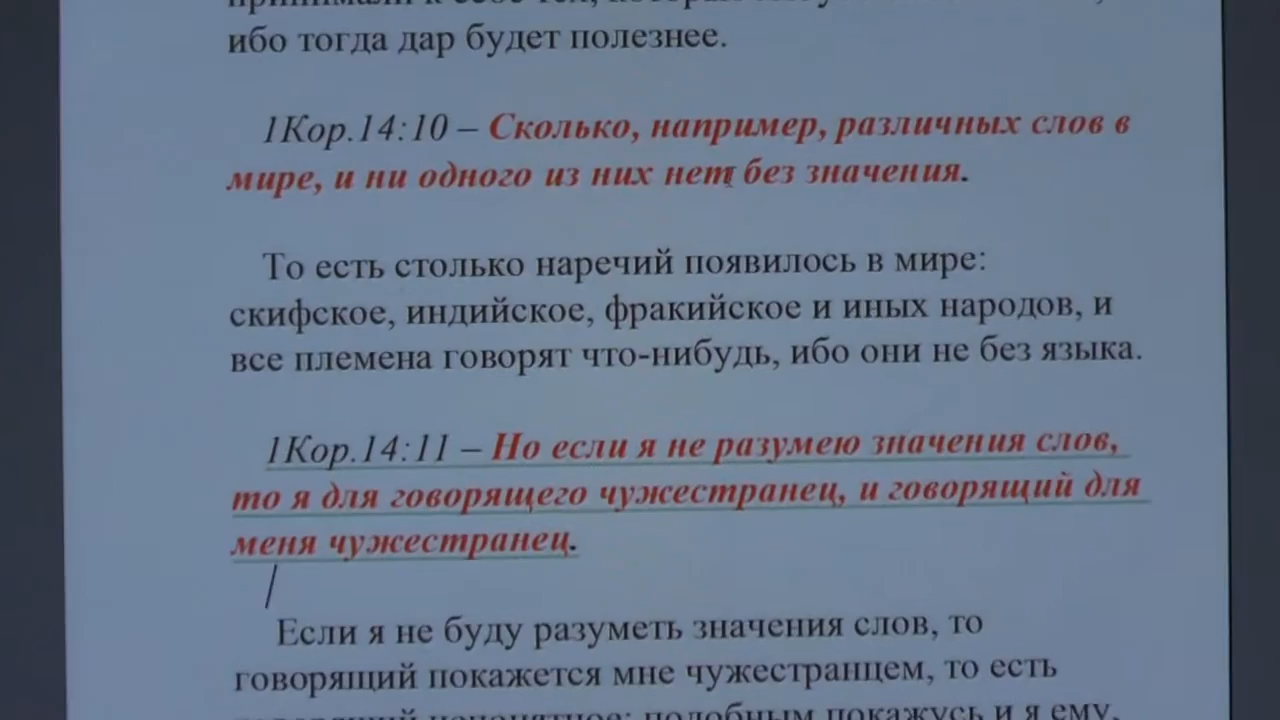 ибо тогда дар будет полезнее.
1Кор.14:10 – Сколько, например, различных слов в
мире, и ни одного из них нет без значения.
То есть столько наречий появилось в мире:
скифское, индийское, фракийское и иных народов, и
все племена говорят что-нибудь, ибо они не без языка.
1Кор.14:11 – Но если я не разумею значения слов,
то я для говорящего чужестранец, и говорящий для
меня чужестранец.
Если я не буду разуметь значения слов, то
говорящий покажется мне чужестранцем, то есть
подобным покажусь и я ему,